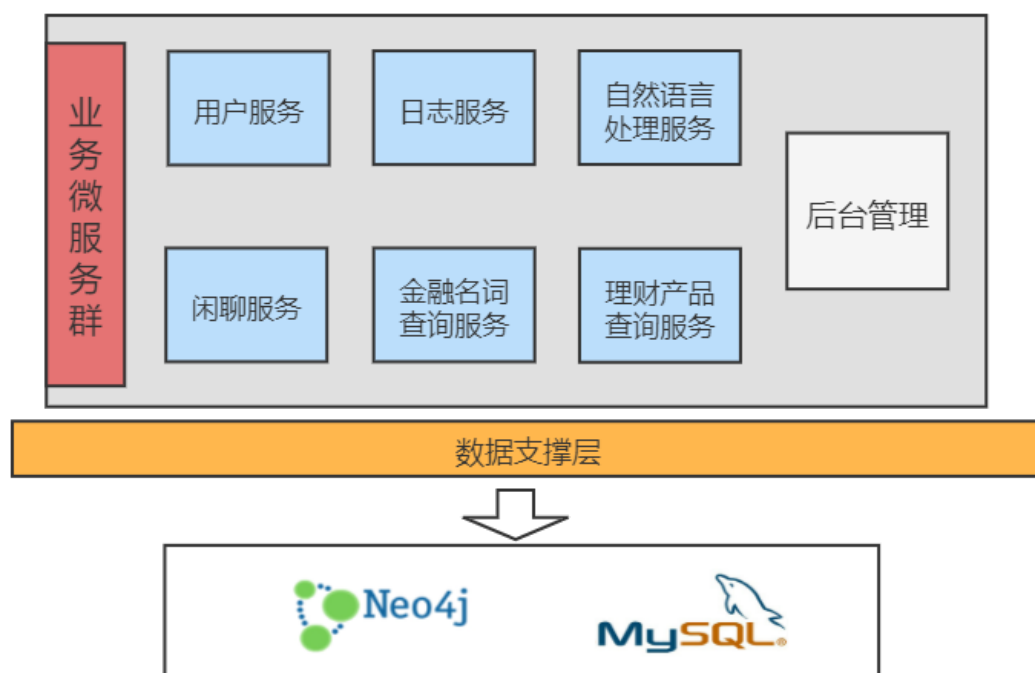 业务微服务群
用户服务
日志服务
自然语言
处理服务
后台管理
闲聊服务
金融名词
查询服务
理财产品
查询服务
数据支撑层
Neo4j
MySQL®